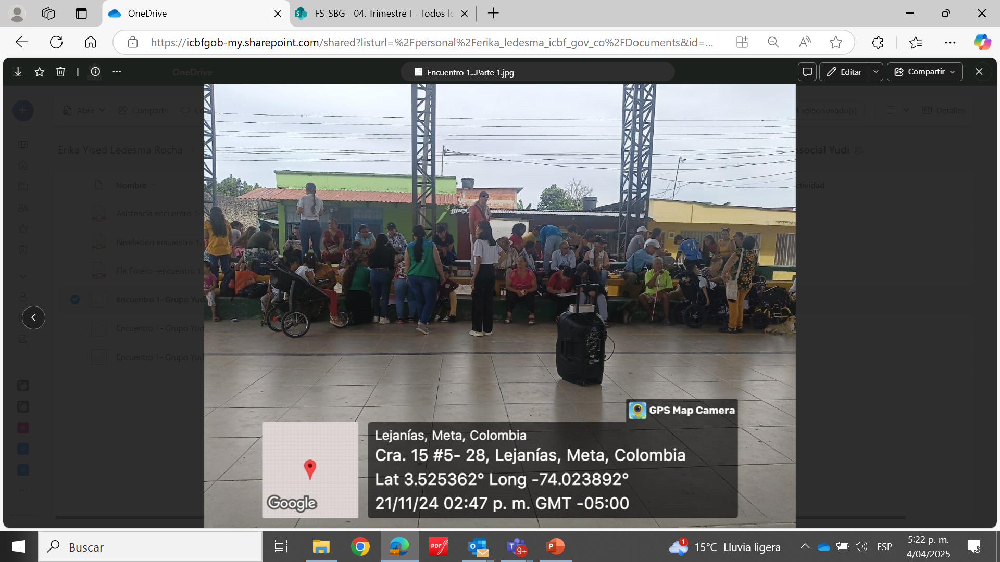 OneDrive
FS_SBG - 04. Trimestre I - Todos lo
https://icbfgob-my.sharepoint.com/shared?listurl=%2Fpersonal%2Ferika_ledesma_icbf_gov_co%2FDocuments&id=...
OneDrive
Encuentro 1...Parte 1.jpg
Editar
Compartir
Abrir
Compartir
Co
1 seleccionado(s)
Detalles
Erika Yised Ledesma Rocha
osocial Yudi
Nombre
ctividad
Asistencia encuentro 1-
Nivelacion encuentro 1,
Fla Forero -encuentro 1.
Encuentro 1- Grupo Yud
Encuentro 1- Grupo Yud
Encuentro 1- Grupo Yud
14
GPS Map Camera
Lejanías, Meta, Colombia
Cra. 15 #5- 28, Lejanías, Meta, Colombia
Lat 3.525362° Long -74.023892°
21/11/24 02:47 p. m. GMT -05:00
Google
Buscar
PDF
9+
1
15°C Lluvia ligera
ESP
5:22 p. m.
4/04/2025